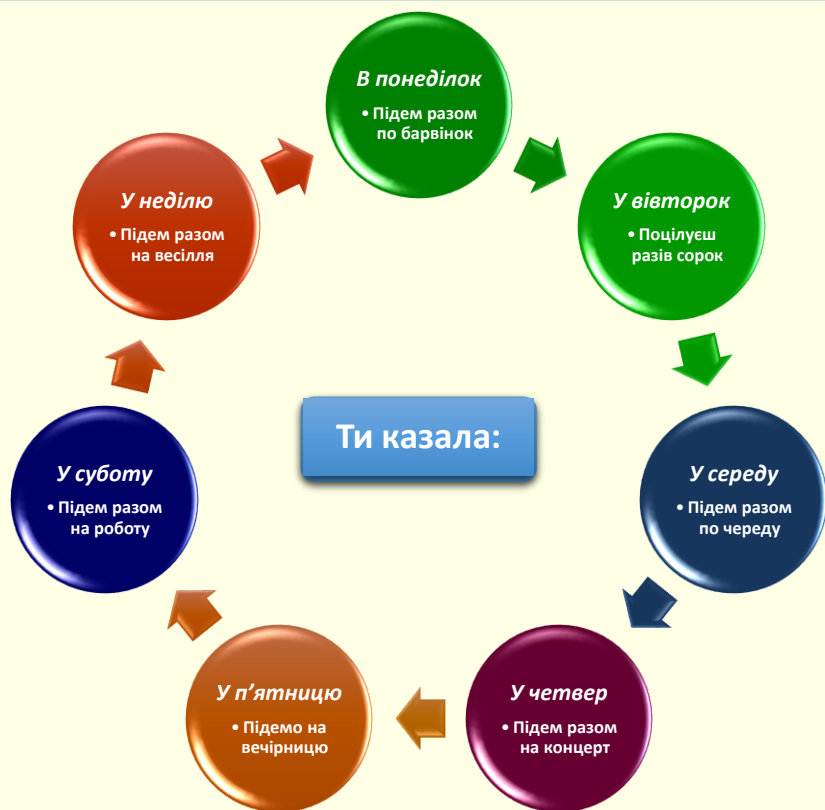 В понеділок
• Підем разом
по барвінок
У вівторок
• Поцілуєш
разів сорок
У середу
• Підем разом
по череду
У четвер
• Підем разом
на концерт
У п’ятницю
• Підемо на
вечірницю
У суботу
• Підем разом
на роботу
У неділю
• Підем разом
на весілля
Ти казала: